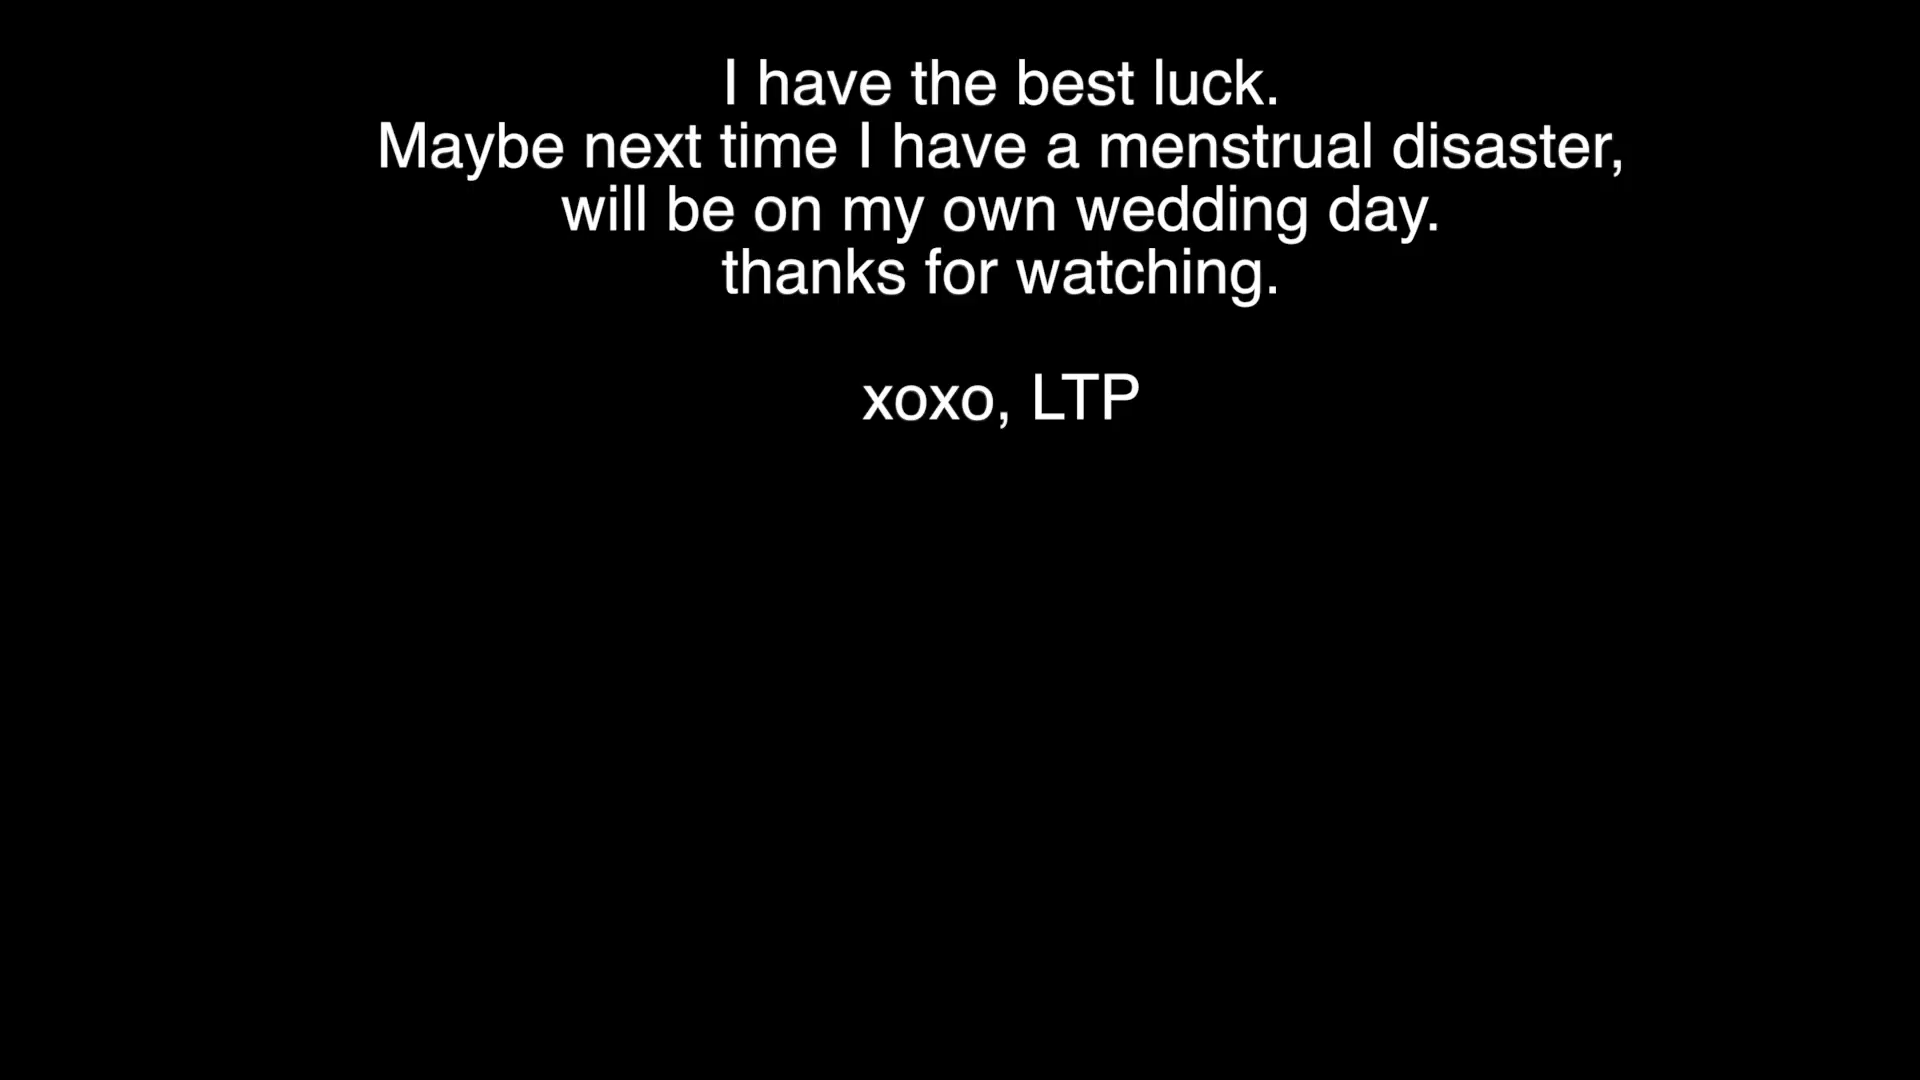 I have the best luck.
Maybe next time I have a menstrual disaster,
will be on my own wedding day.
thanks for watching.
xoxo, LTP